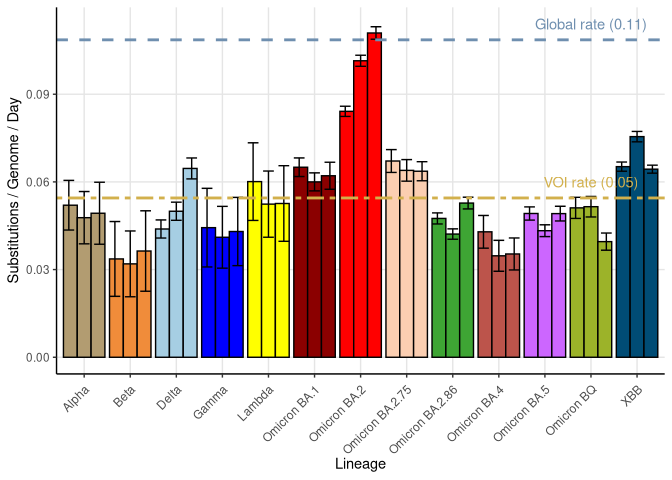 Global rate (0.11)
VOI rate (0.05)
Substitutions / Genome / Day
0.09
0.06
0.03
0.00
Alpha
Beta
Delta
Gamma
Lambda
Omicron BA.1
Omicron BA.2
Omicron BA.2.75
Omicron BA.2.86
Omicron BA.4
Omicron BA.5
Omicron BQ
XBB
Lineage